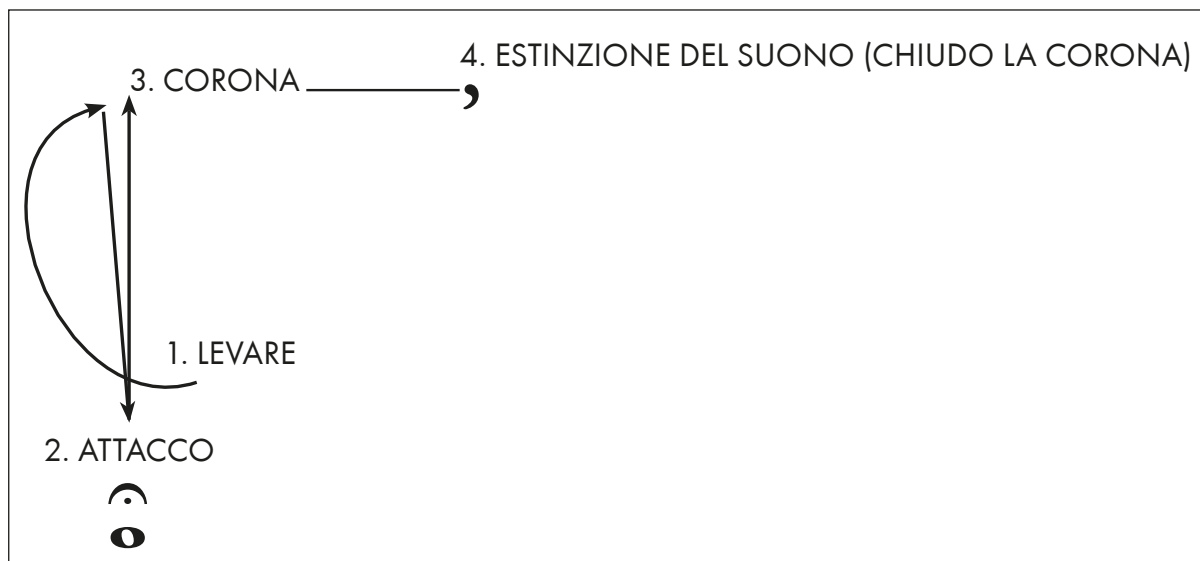 4. ESTINZIONE DEL SUONO (CHIUDO LA CORONA)
3. CORONA
1. LEVARE
2. ATTACCO